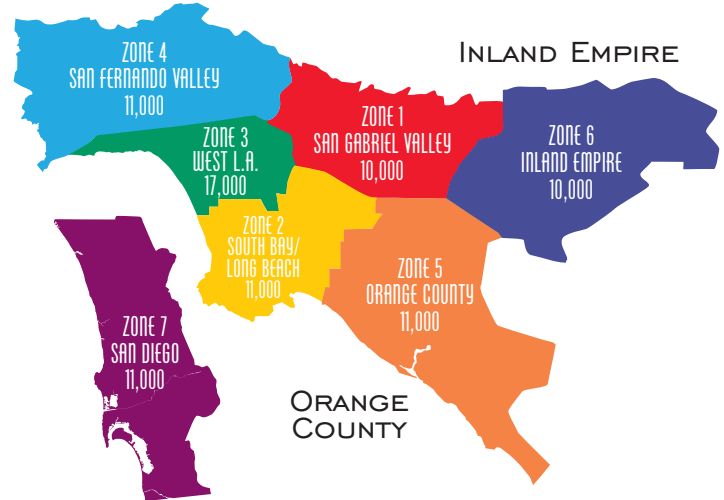 ZONE 4
SAN FERNANDO VALLEY
11,000
INLAND EMPIRE
ZONE 1
SAN GABRIEL VALLEY
10,000
ZONE 3
WEST L.A.
17,000
ZONE 6
INLAND EMPIRE
10,000
ZONE 2
SOUTH BAY/
LONG BEACH
11,000
ZONE 5
ORANGE COUNTY
11,000
ZONE 7
SAN DIEGO
11,000
ORANGE
COUNTY